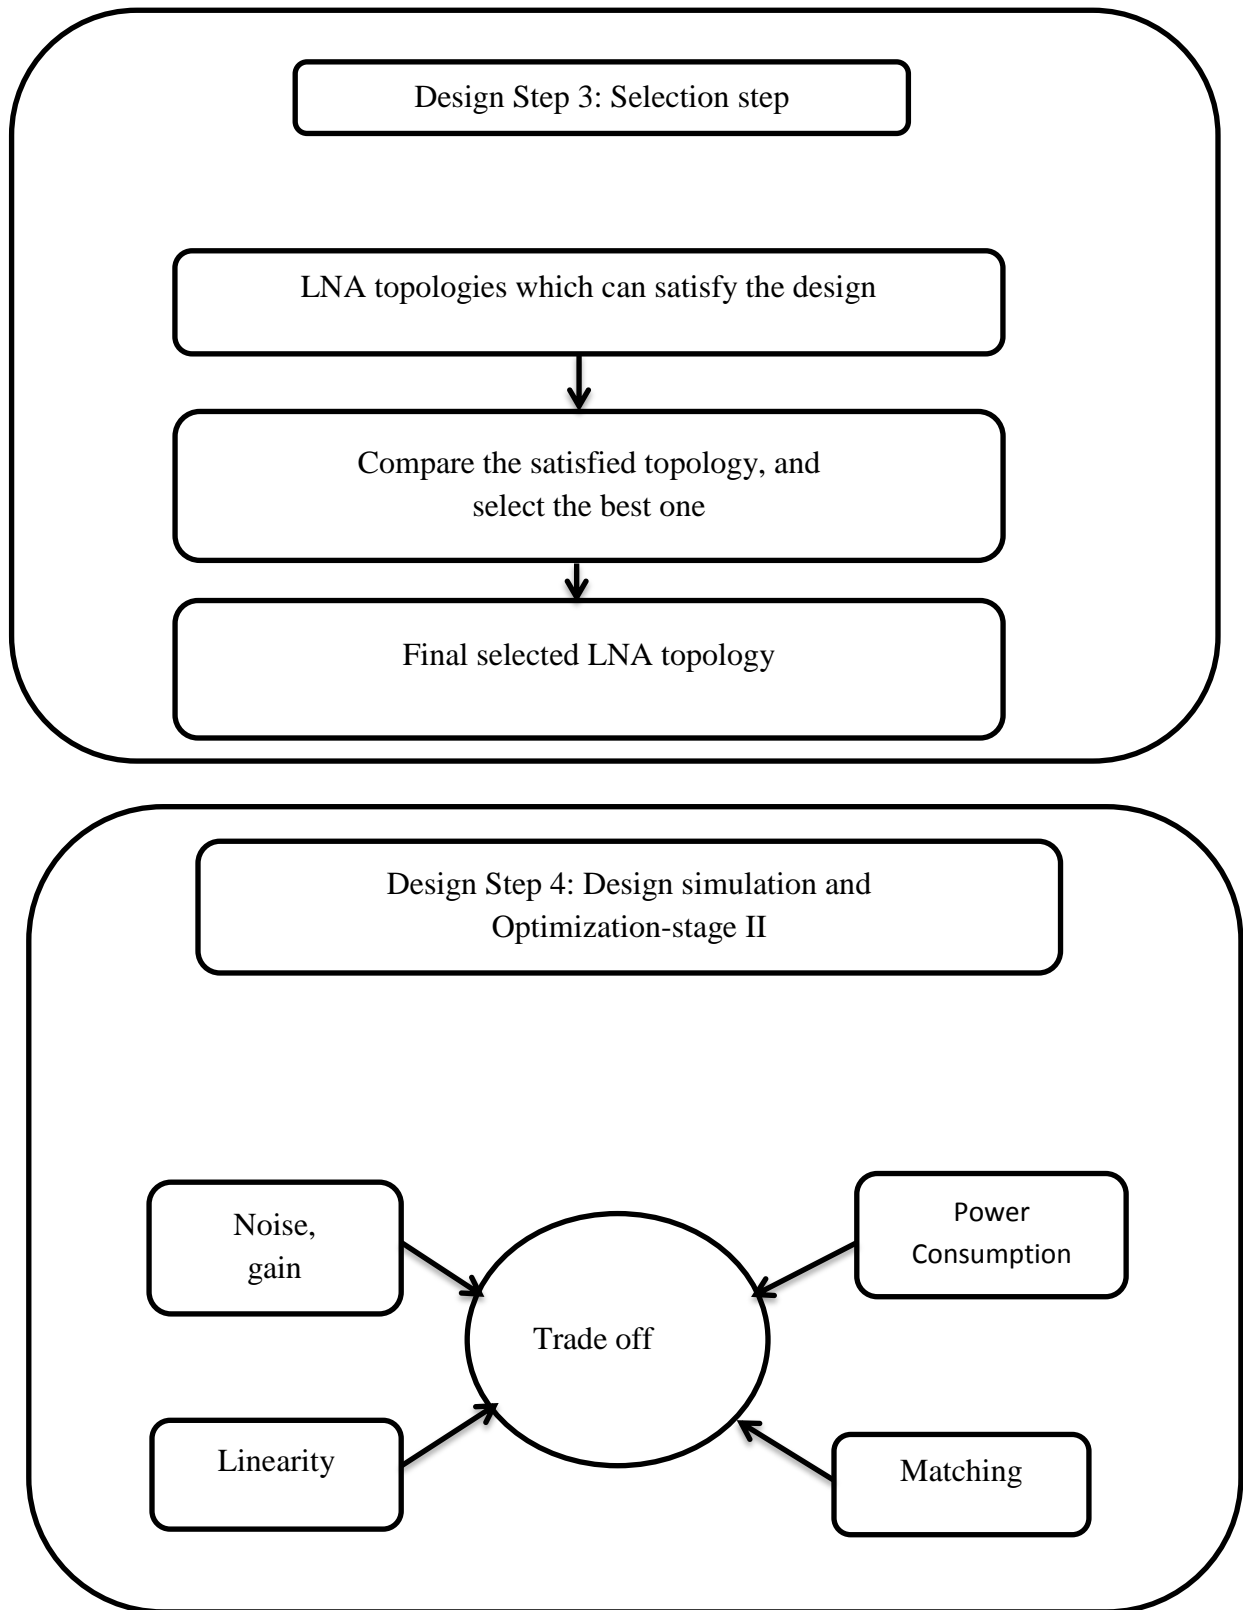 Design Step 3: Selection step
LNA topologies which can satisfy the design
Compare the satisfied topology, and
select the best one
Final selected LNA topology
Design Step 4: Design simulation and
Optimization-stage II
Noise,
gain
Power
Consumption
Trade off
Linearity
Matching